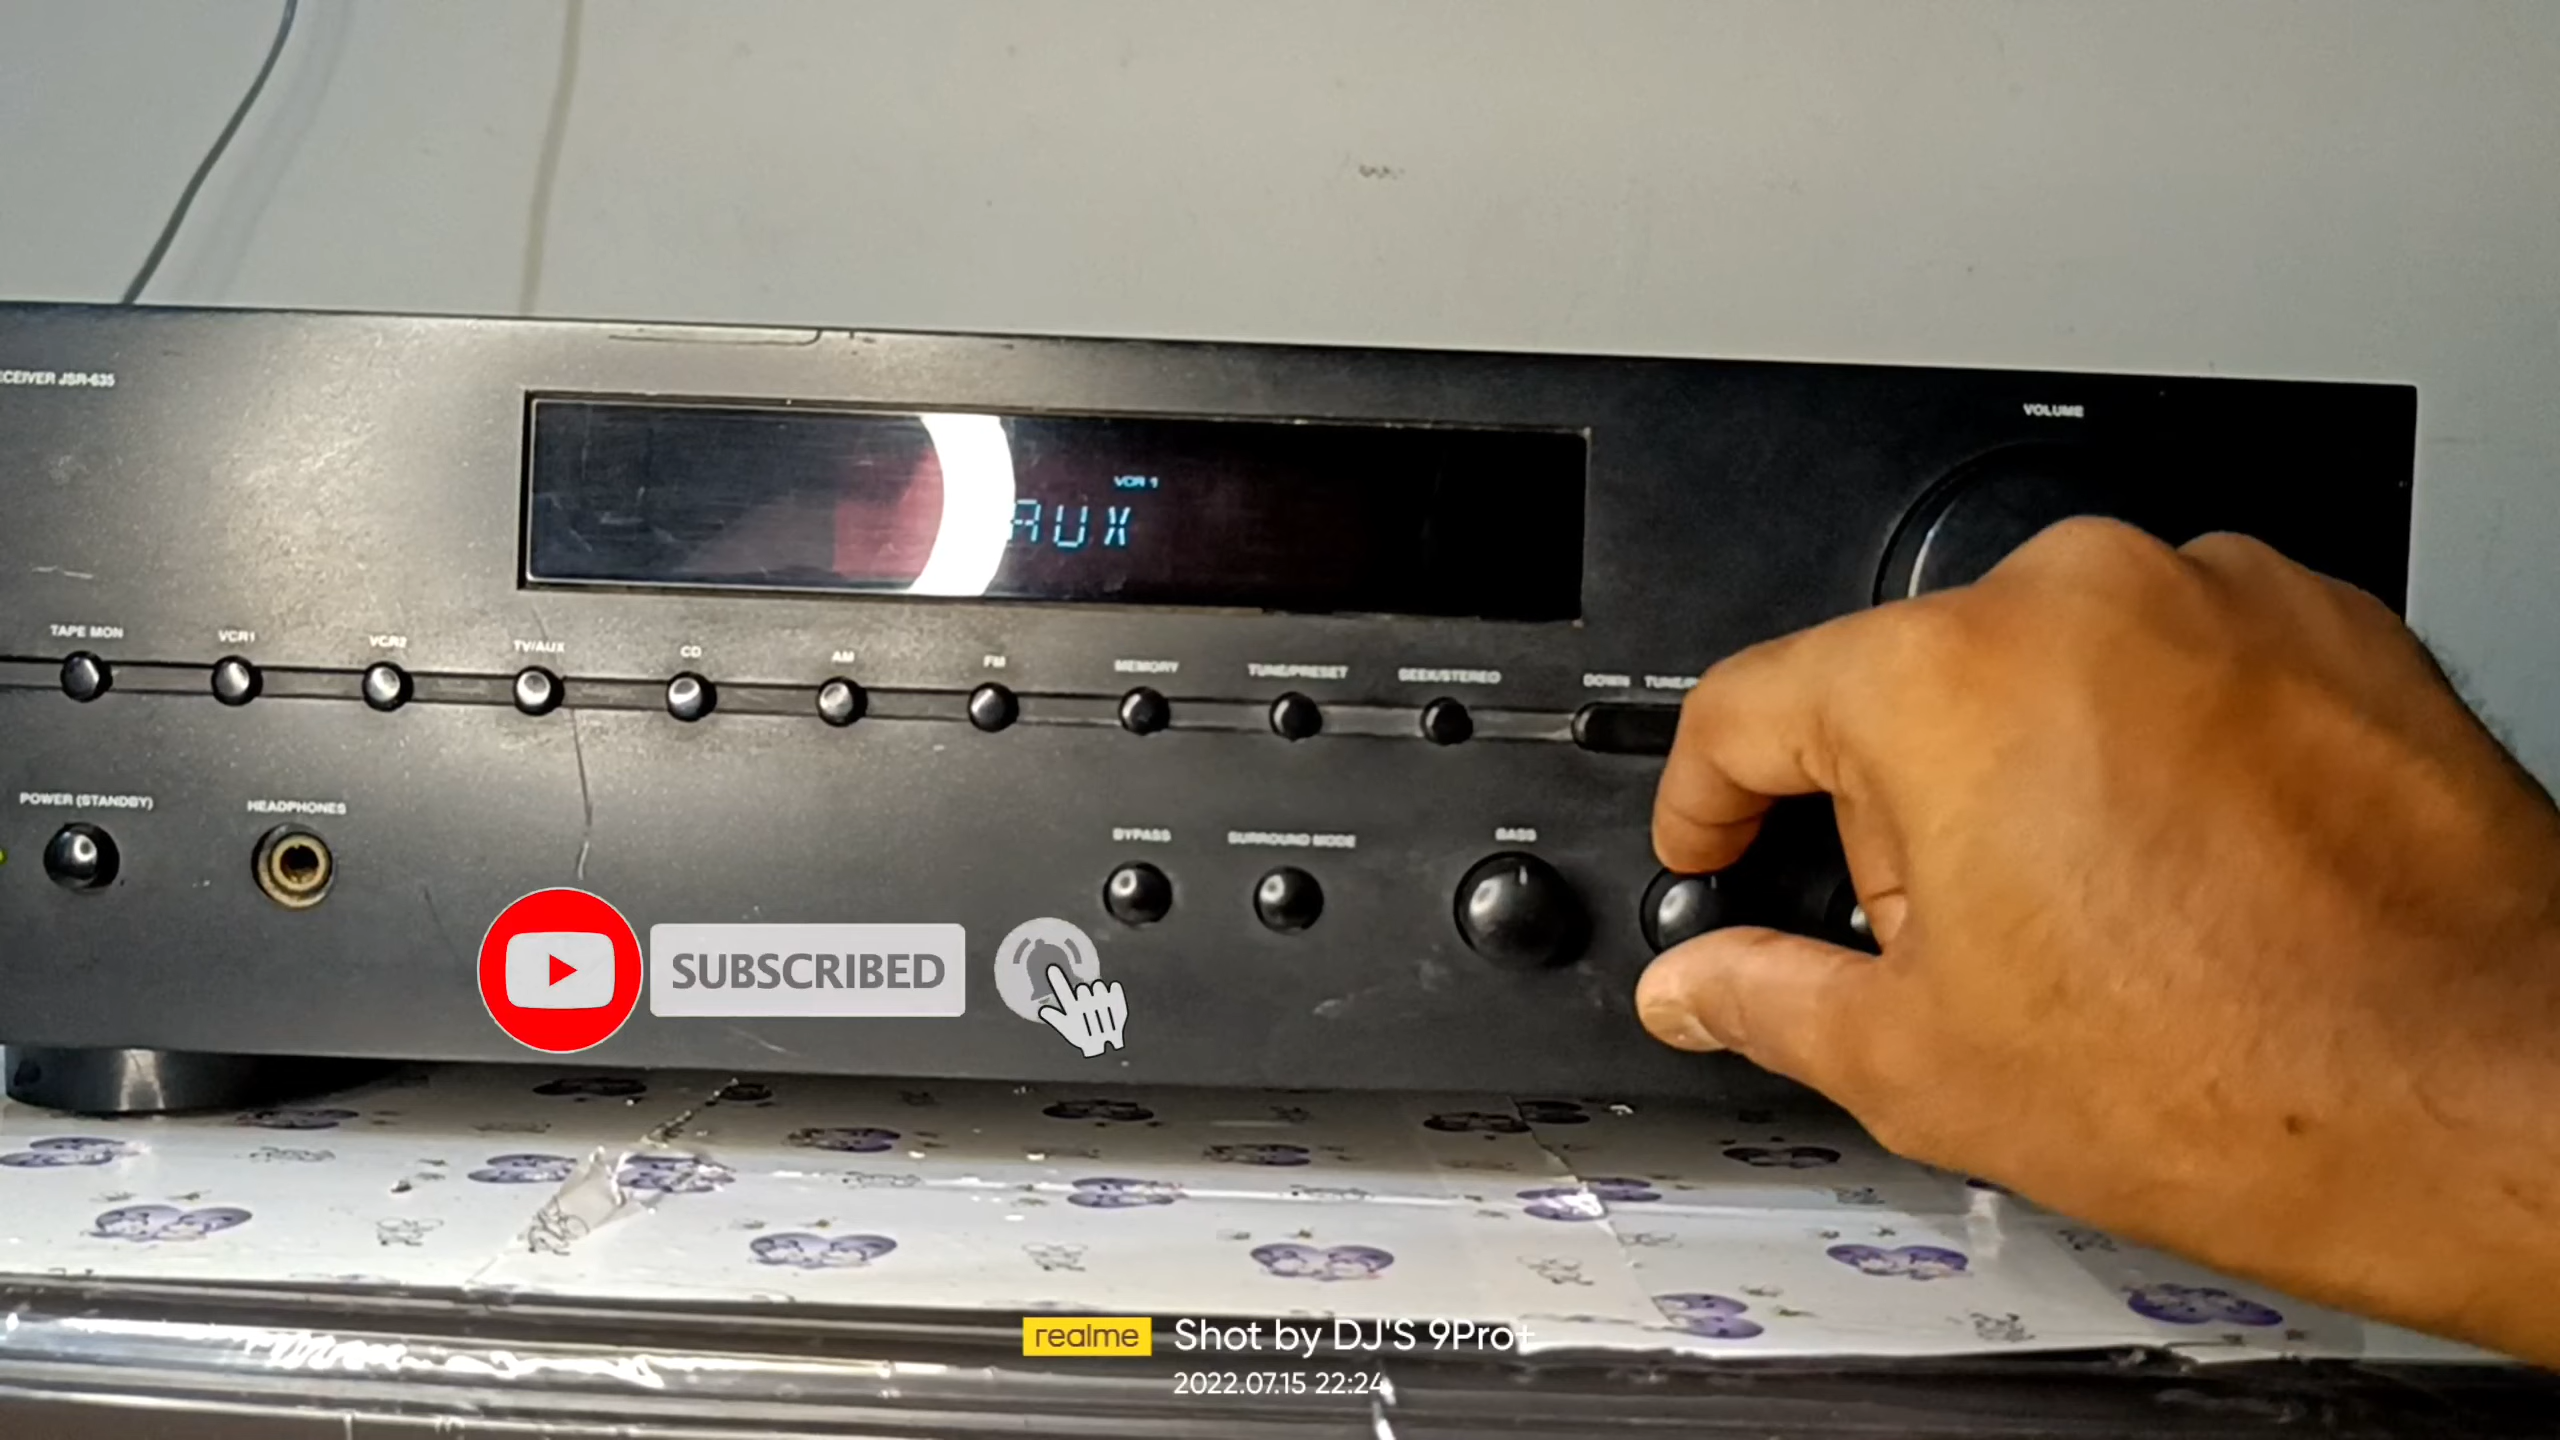 RECEIVER JSR-635
VOLUME
VCR 1
AUX
TAPE MON VCR1 VCR2 TV/AUX CD AM FM MEMORY TUNE/PRESET SEEK/STEREO DOWN
POWER (STANDBY) HEADPHONES BYPASS SURROUND MODE BASS
SUBSCRIBED
realme Shot by DJ'S 9Pro+
2022.07.15 22:24